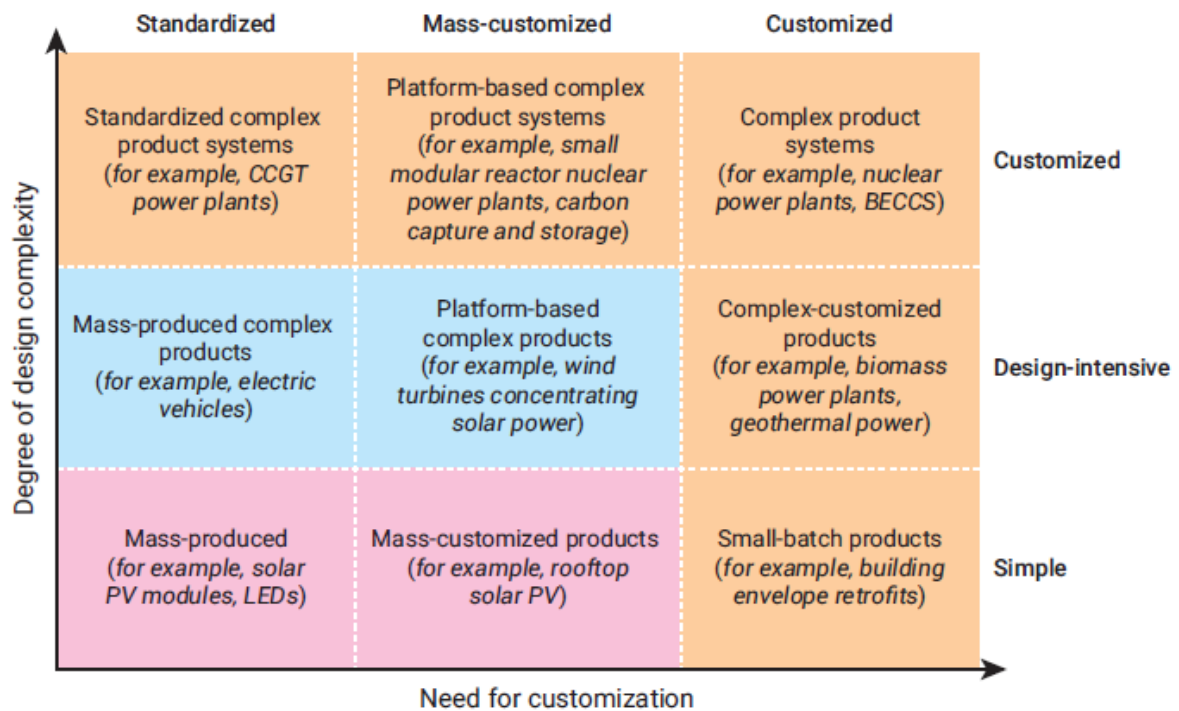 Standardized
Mass-customized
Customized
Degree of design complexity
Standardized complex
product systems
(for example, CCGT
power plants)
Platform-based complex
product systems
(for example, small
modular reactor nuclear
power plants, carbon
capture and storage)
Complex product
systems
(for example, nuclear
power plants, BECCS)
Customized
Mass-produced complex
products
(for example, electric
vehicles)
Platform-based
complex products
(for example, wind
turbines concentrating
solar power)
Complex-customized
products
(for example, biomass
power plants,
geothermal power)
Design-intensive
Mass-produced
(for example, solar
PV modules, LEDs)
Mass-customized products
(for example, rooftop
solar PV)
Small-batch products
(for example, building
envelope retrofits)
Simple
Need for customization